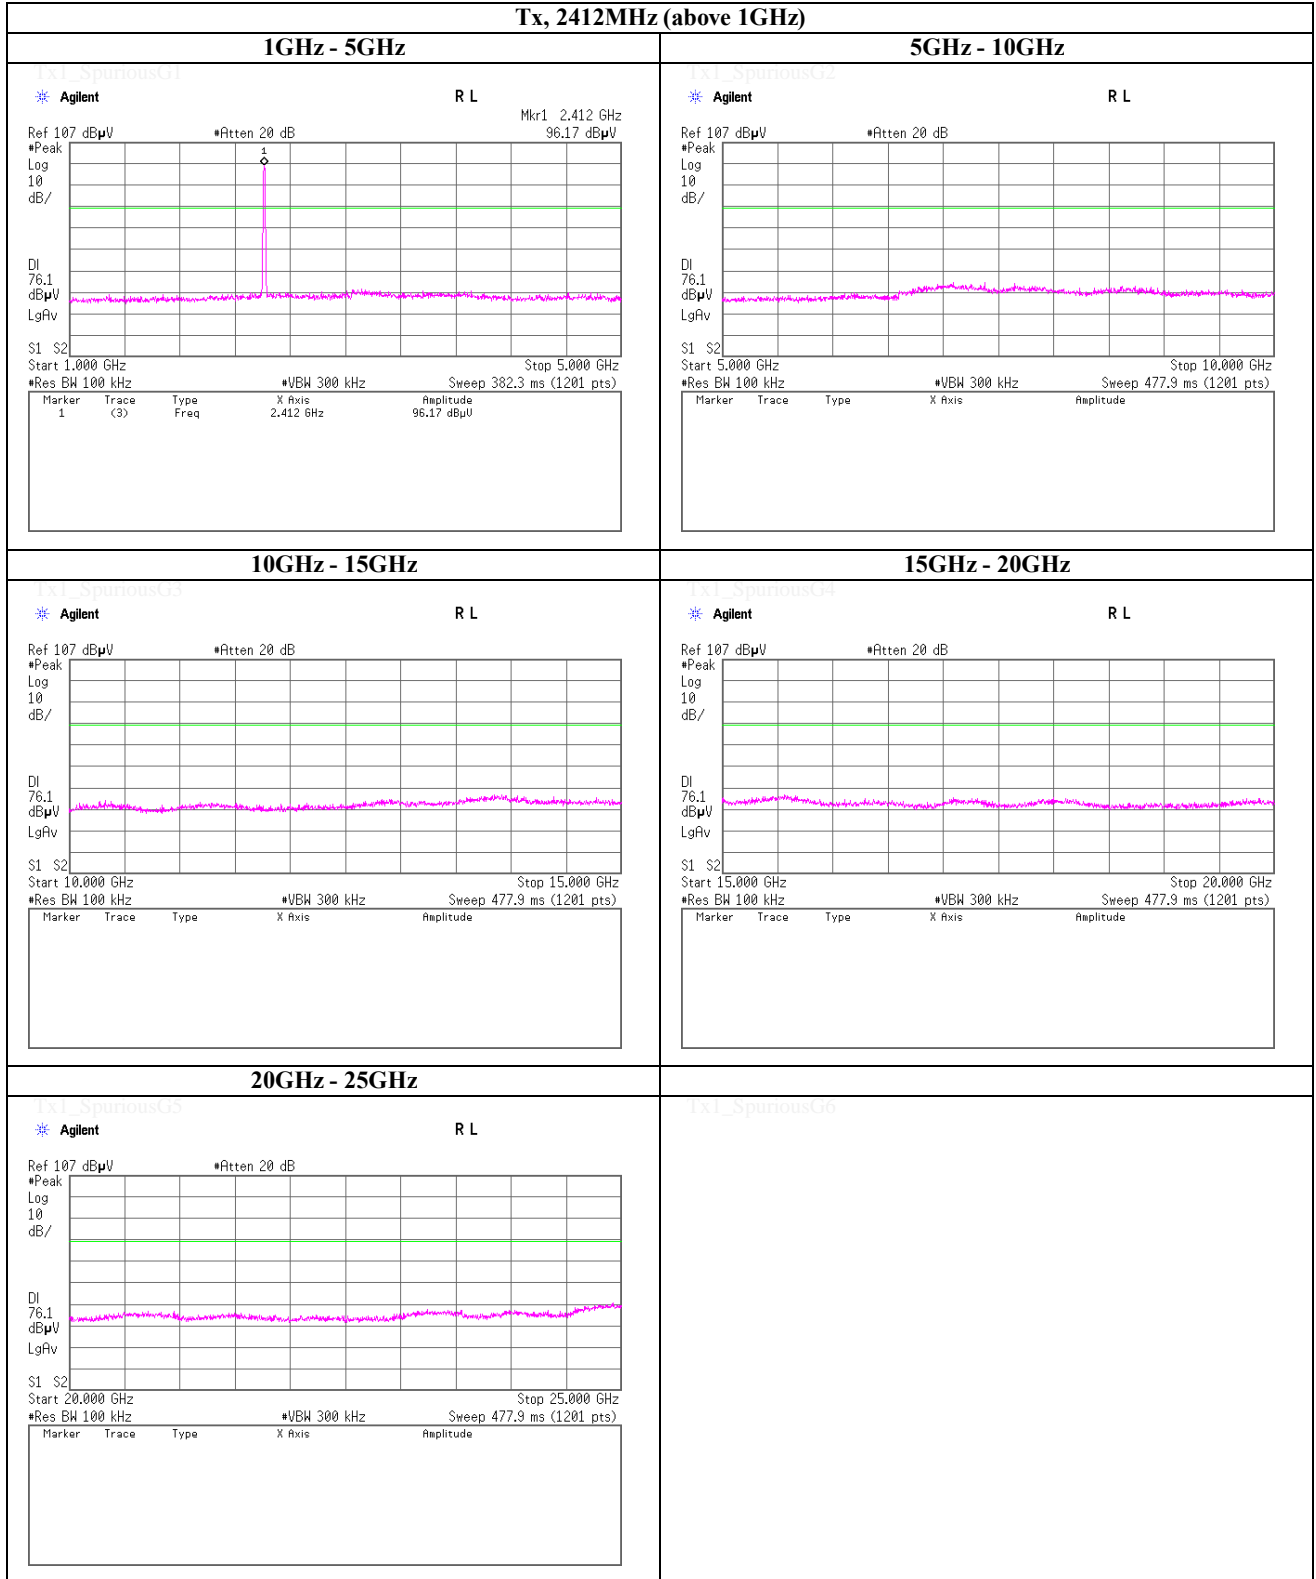 Tx, 2412MHz (above 1GHz)
1GHz - 5GHz
Tx1_SpuriousG1
Agilent R L
Mkr1 2.412 GHz
Ref 107 dBµV #Atten 20 dB 96.17 dBµV
#Peak
Log
10
dB/
1
DI
76.1
dBµV
LgAv
S1 S2
Start 1.000 GHz Stop 5.000 GHz
#Res BW 100 kHz #VBW 300 kHz Sweep 382.3 ms (1201 pts)
Marker Trace Type X Axis Amplitude
1 (3) Freq 2.412 GHz 96.17 dBµV
5GHz - 10GHz
Tx1_SpuriousG2
Agilent R L
Ref 107 dBµV #Atten 20 dB
#Peak
Log
10
dB/
DI
76.1
dBµV
LgAv
S1 S2
Start 5.000 GHz Stop 10.000 GHz
#Res BW 100 kHz #VBW 300 kHz Sweep 477.9 ms (1201 pts)
Marker Trace Type X Axis Amplitude
10GHz - 15GHz
Tx1_SpuriousG3
Agilent R L
Ref 107 dBµV #Atten 20 dB
#Peak
Log
10
dB/
DI
76.1
dBµV
LgAv
S1 S2
Start 10.000 GHz Stop 15.000 GHz
#Res BW 100 kHz #VBW 300 kHz Sweep 477.9 ms (1201 pts)
Marker Trace Type X Axis Amplitude
15GHz - 20GHz
Tx1_SpuriousG4
Agilent R L
Ref 107 dBµV #Atten 20 dB
#Peak
Log
10
dB/
DI
76.1
dBµV
LgAv
S1 S2
Start 15.000 GHz Stop 20.000 GHz
#Res BW 100 kHz #VBW 300 kHz Sweep 477.9 ms (1201 pts)
Marker Trace Type X Axis Amplitude
20GHz - 25GHz
Tx1_SpuriousG5
Agilent R L
Ref 107 dBµV #Atten 20 dB
#Peak
Log
10
dB/
DI
76.1
dBµV
LgAv
S1 S2
Start 20.000 GHz Stop 25.000 GHz
#Res BW 100 kHz #VBW 300 kHz Sweep 477.9 ms (1201 pts)
Marker Trace Type X Axis Amplitude
Tx1_SpuriousG6